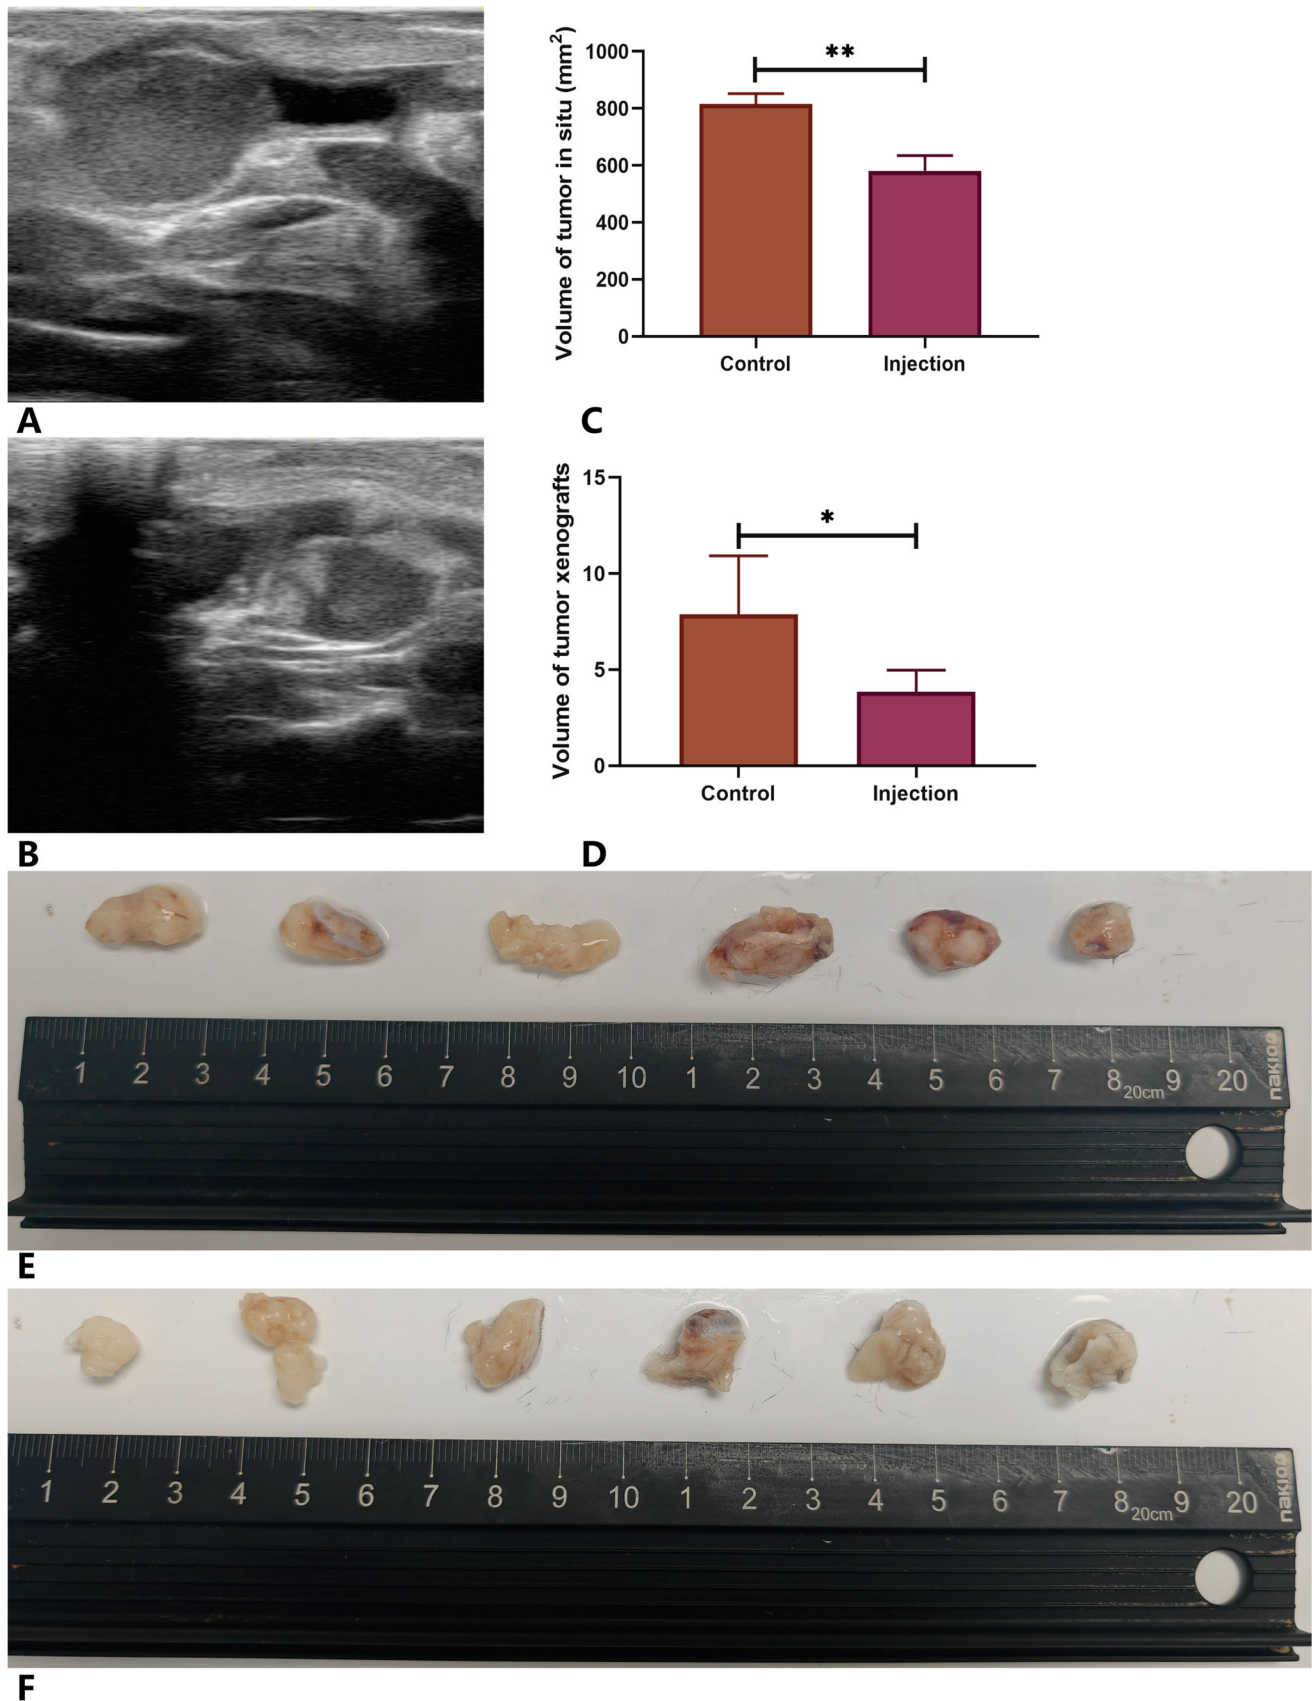 A
Volume of tumor in situ (mm2)
1000
800
600
400
200
0
**
Control Injection
C
B
Volume of tumor xenografts
15
10
5
0
*
Control Injection
D
1 2 3 4 5 6 7 8 9 10 1 2 3 4 5 6 7 8 20cm 9 20
nakioo
E
1 2 3 4 5 6 7 8 9 10 1 2 3 4 5 6 7 8 20cm 9 20
nakioo
F